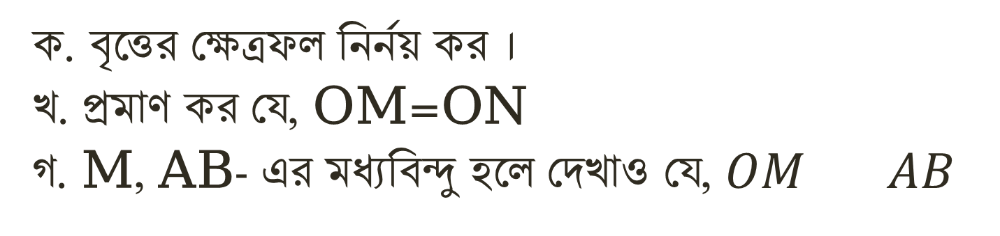 ক. বৃত্তের ক্ষেত্রফল নির্নয় কর ।
খ. প্রমাণ কর যে, OM=ON
গ. M, AB- এর মধ্যবিন্দু হলে দেখাও যে, OM AB